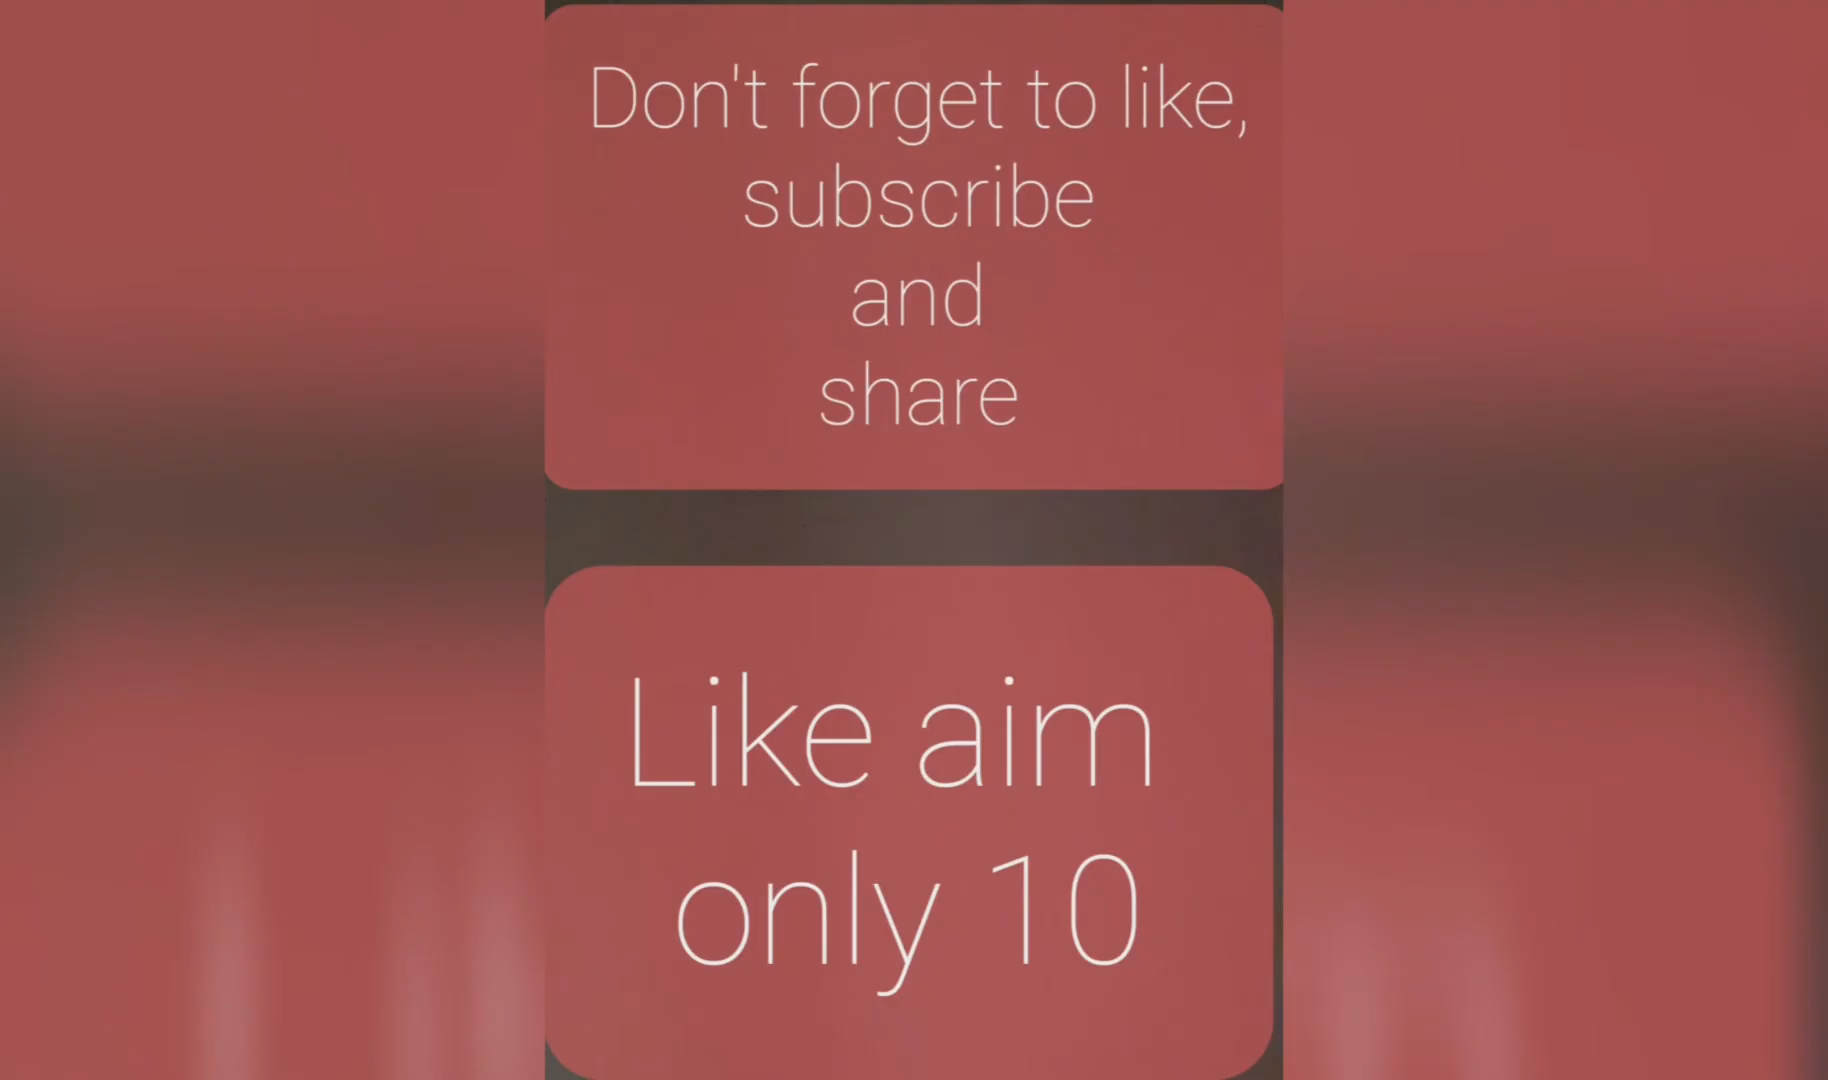 Don't forget to like,
subscribe
and
share
Like aim
only 10